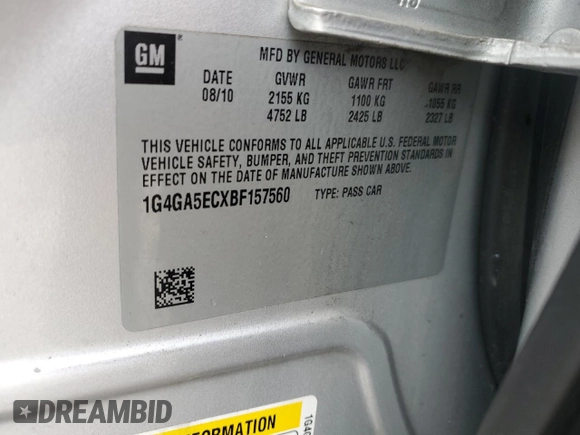 GM
MFD BY GENERAL MOTORS LLC
DATE GVWR GAWR FRT GAWR RR
08/10 2155 KG 1100 KG 1055 KG
4752 LB 2425 LB 2327 LB
THIS VEHICLE CONFORMS TO ALL APPLICABLE U.S. FEDERAL MOTOR
VEHICLE SAFETY, BUMPER, AND THEFT PREVENTION STANDARDS IN
EFFECT ON THE DATE OF MANUFACTURE SHOWN ABOVE.
1G4GA5ECXBF157560 TYPE: PASS CAR
DREAMBID